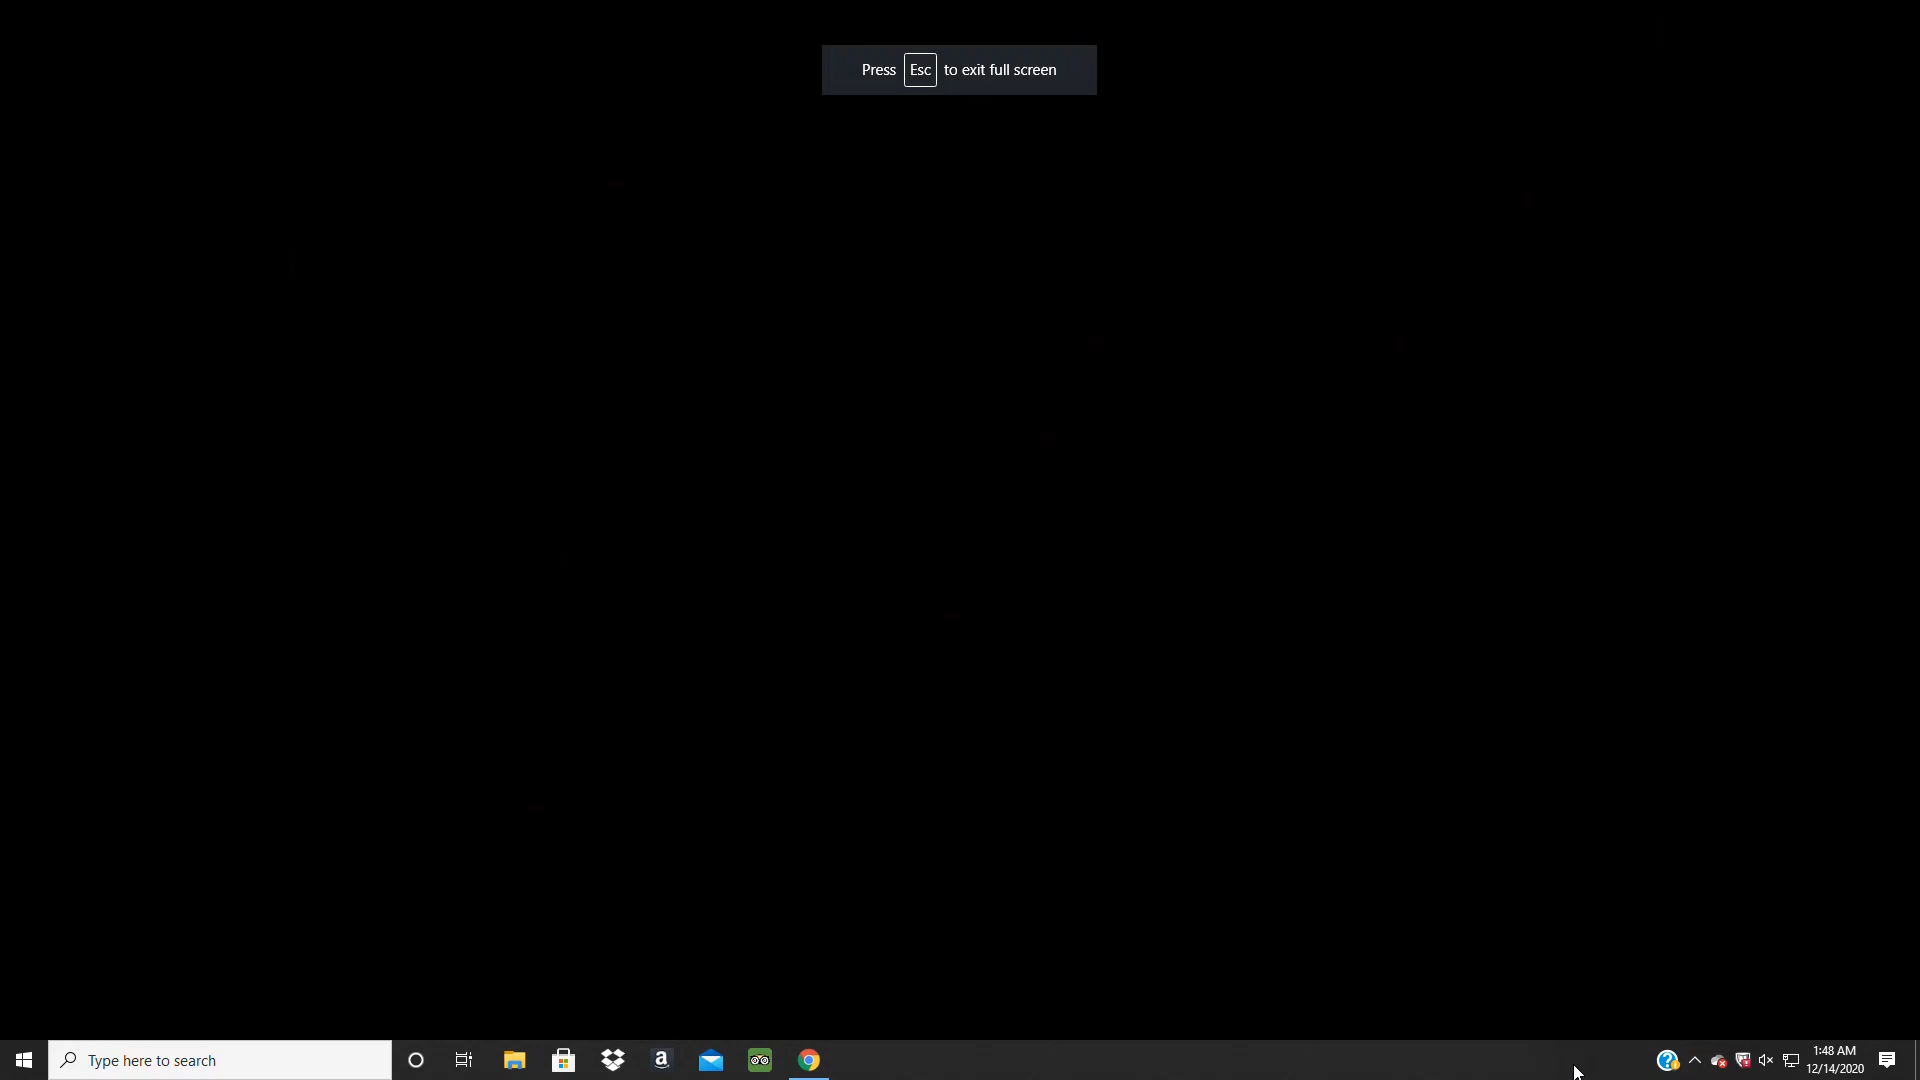 Press Esc to exit full screen
Type here to search
a
1:48 AM
12/14/2020